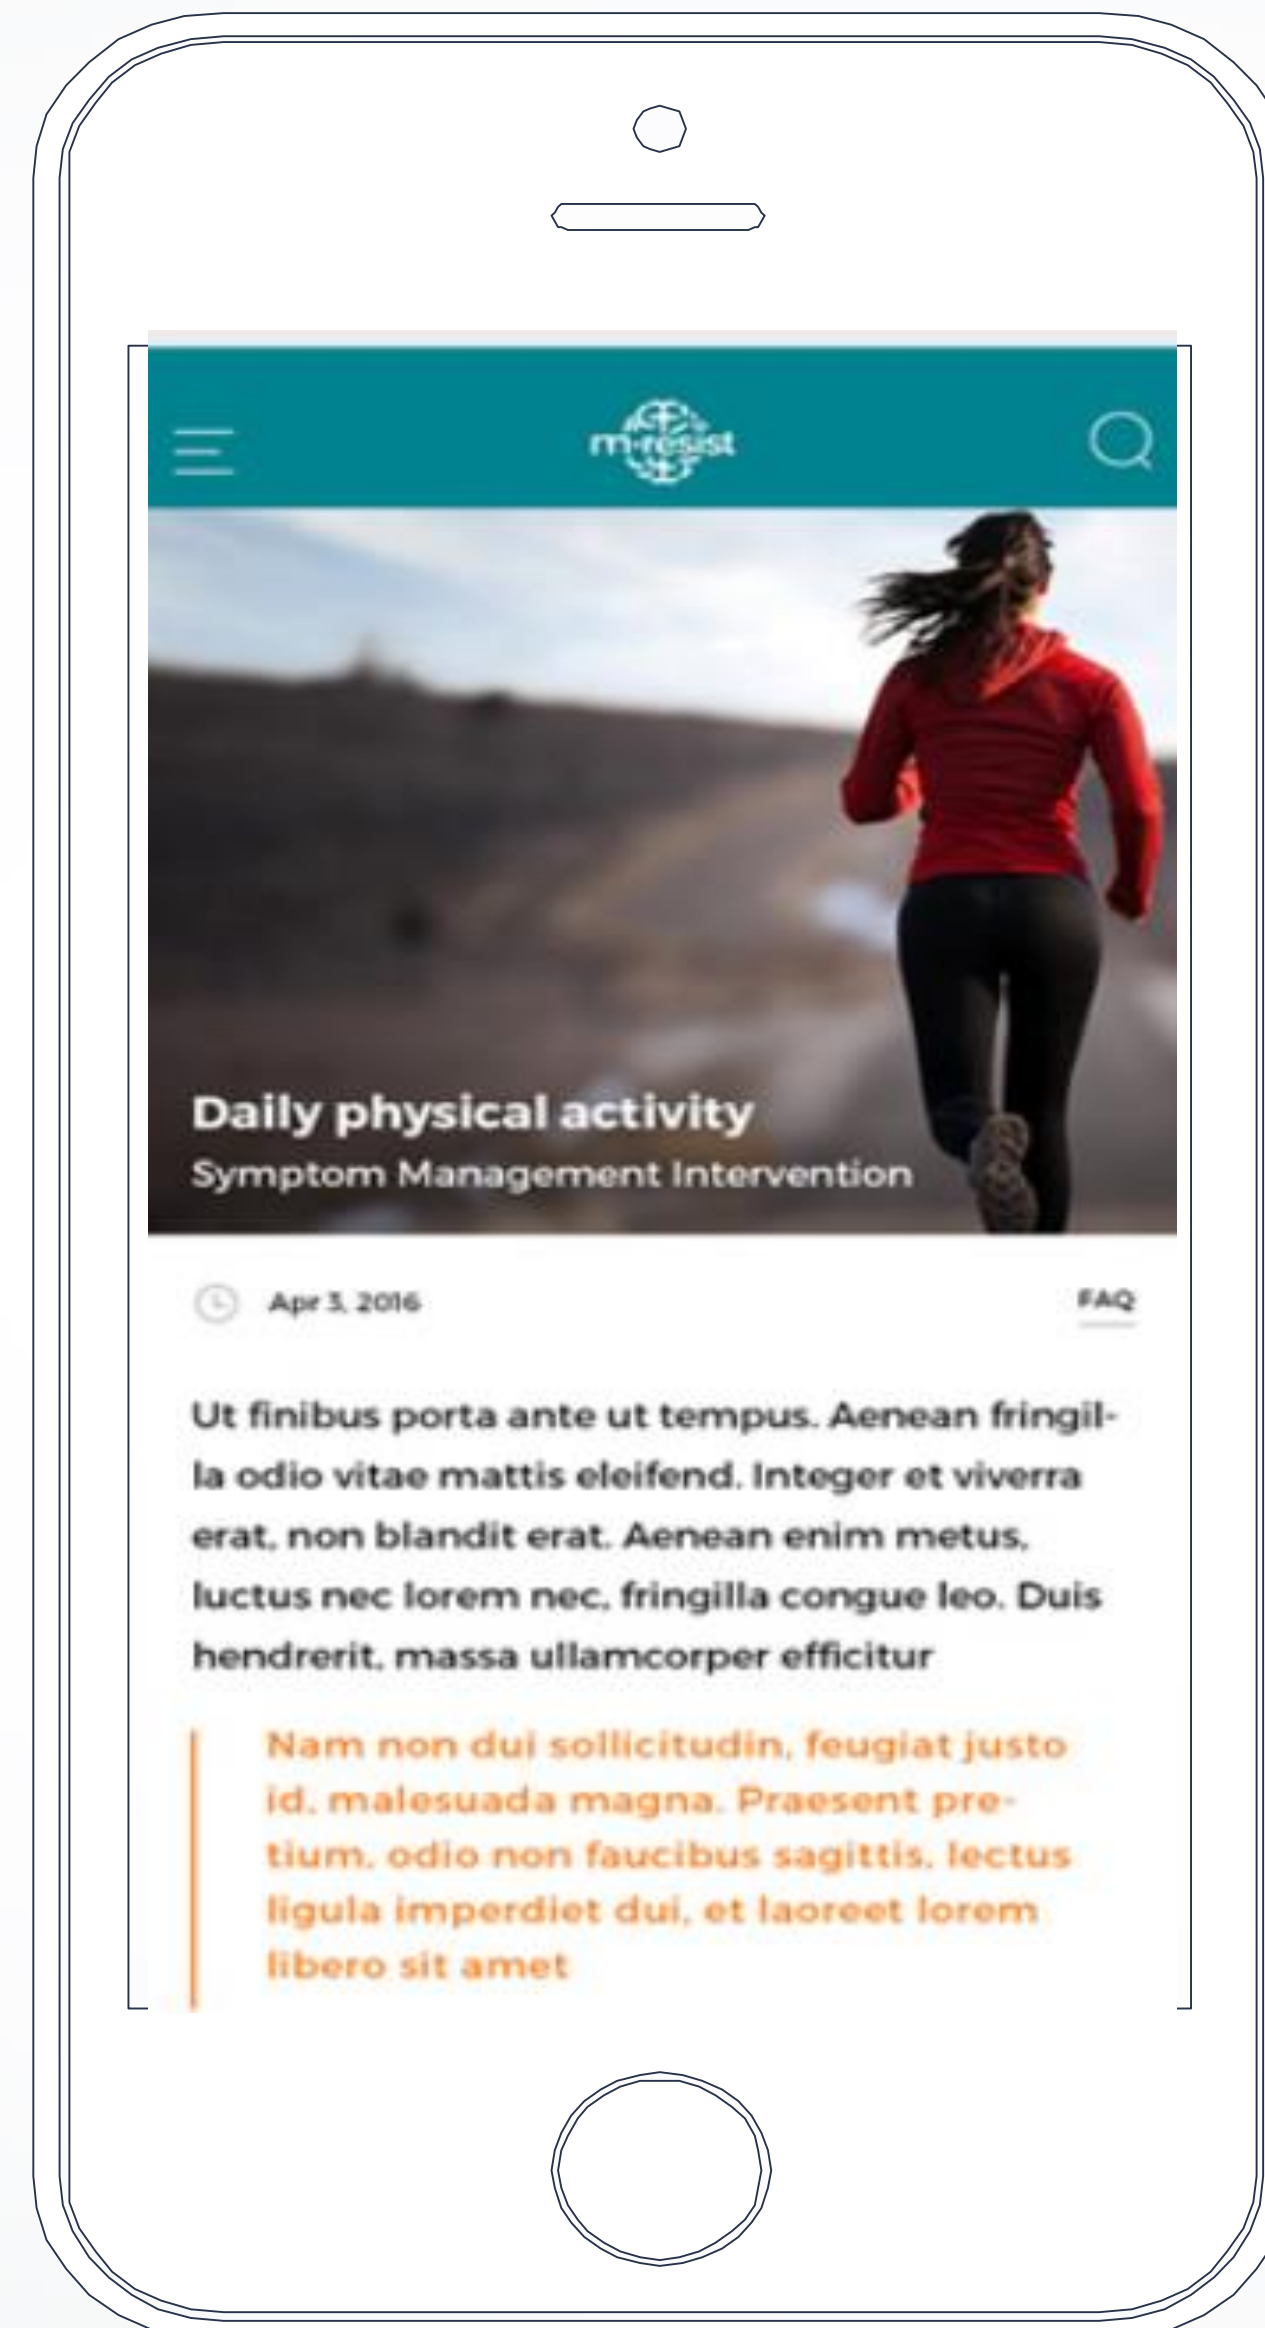 m·resist
Daily physical activity
Symptom Management Intervention
Apr 3, 2016
FAQ
Ut finibus porta ante ut tempus. Aenean fringil-
la odio vitae mattis eleifend. Integer et viverra
erat, non blandit erat. Aenean enim metus,
luctus nec lorem nec, fringilla congue leo. Duis
hendrerit, massa ullamcorper efficitur
Nam non dui sollicitudin, feugiat justo
id, malesuada magna. Praesent pre-
tium, odio non faucibus sagittis, lectus
ligula imperdiet dui, et laoreet lorem
libero sit amet